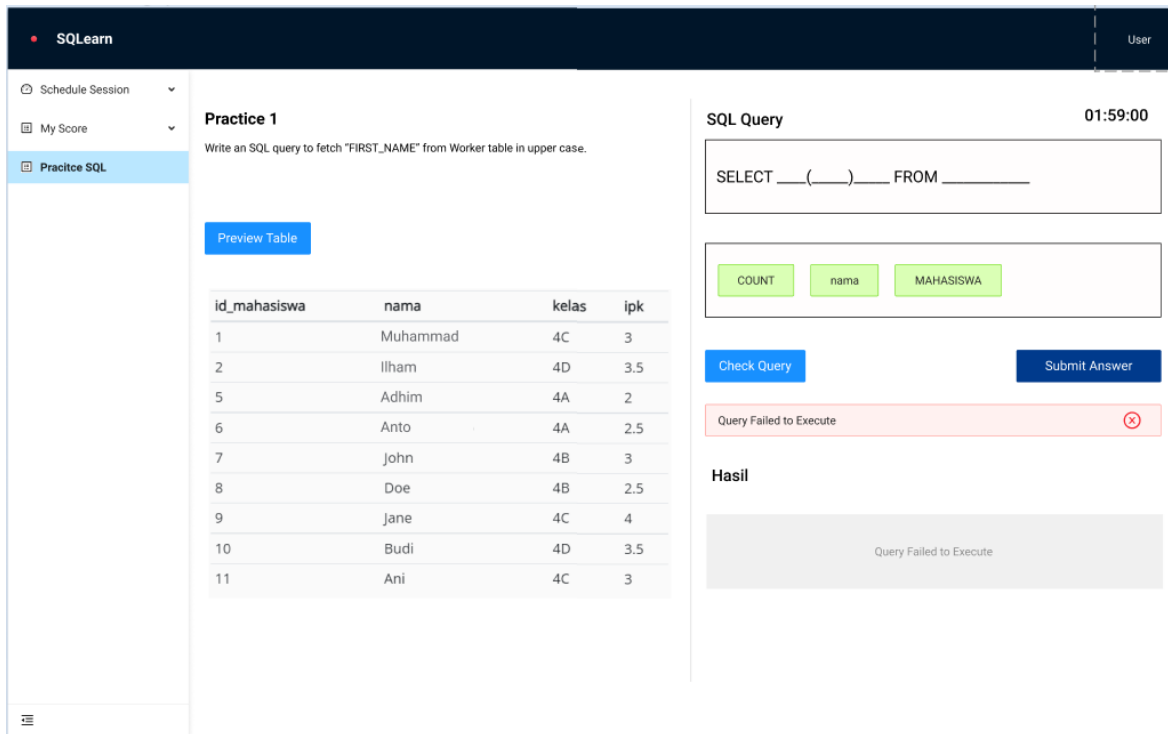 SQLearn
User
Schedule Session
My Score
Pracitce SQL
Practice 1
Write an SQL query to fetch “FIRST_NAME” from Worker table in upper case.
Preview Table
id_mahasiswa nama kelas ipk
1 Muhammad 4C 3
2 Ilham 4D 3.5
5 Adhim 4A 2
6 Anto 4A 2.5
7 John 4B 3
8 Doe 4B 2.5
9 Jane 4C 4
10 Budi 4D 3.5
11 Ani 4C 3
SQL Query 01:59:00
SELECT ____(_____)_____ FROM ____________
COUNT nama MAHASISWA
Check Query Submit Answer
Query Failed to Execute
Hasil
Query Failed to Execute